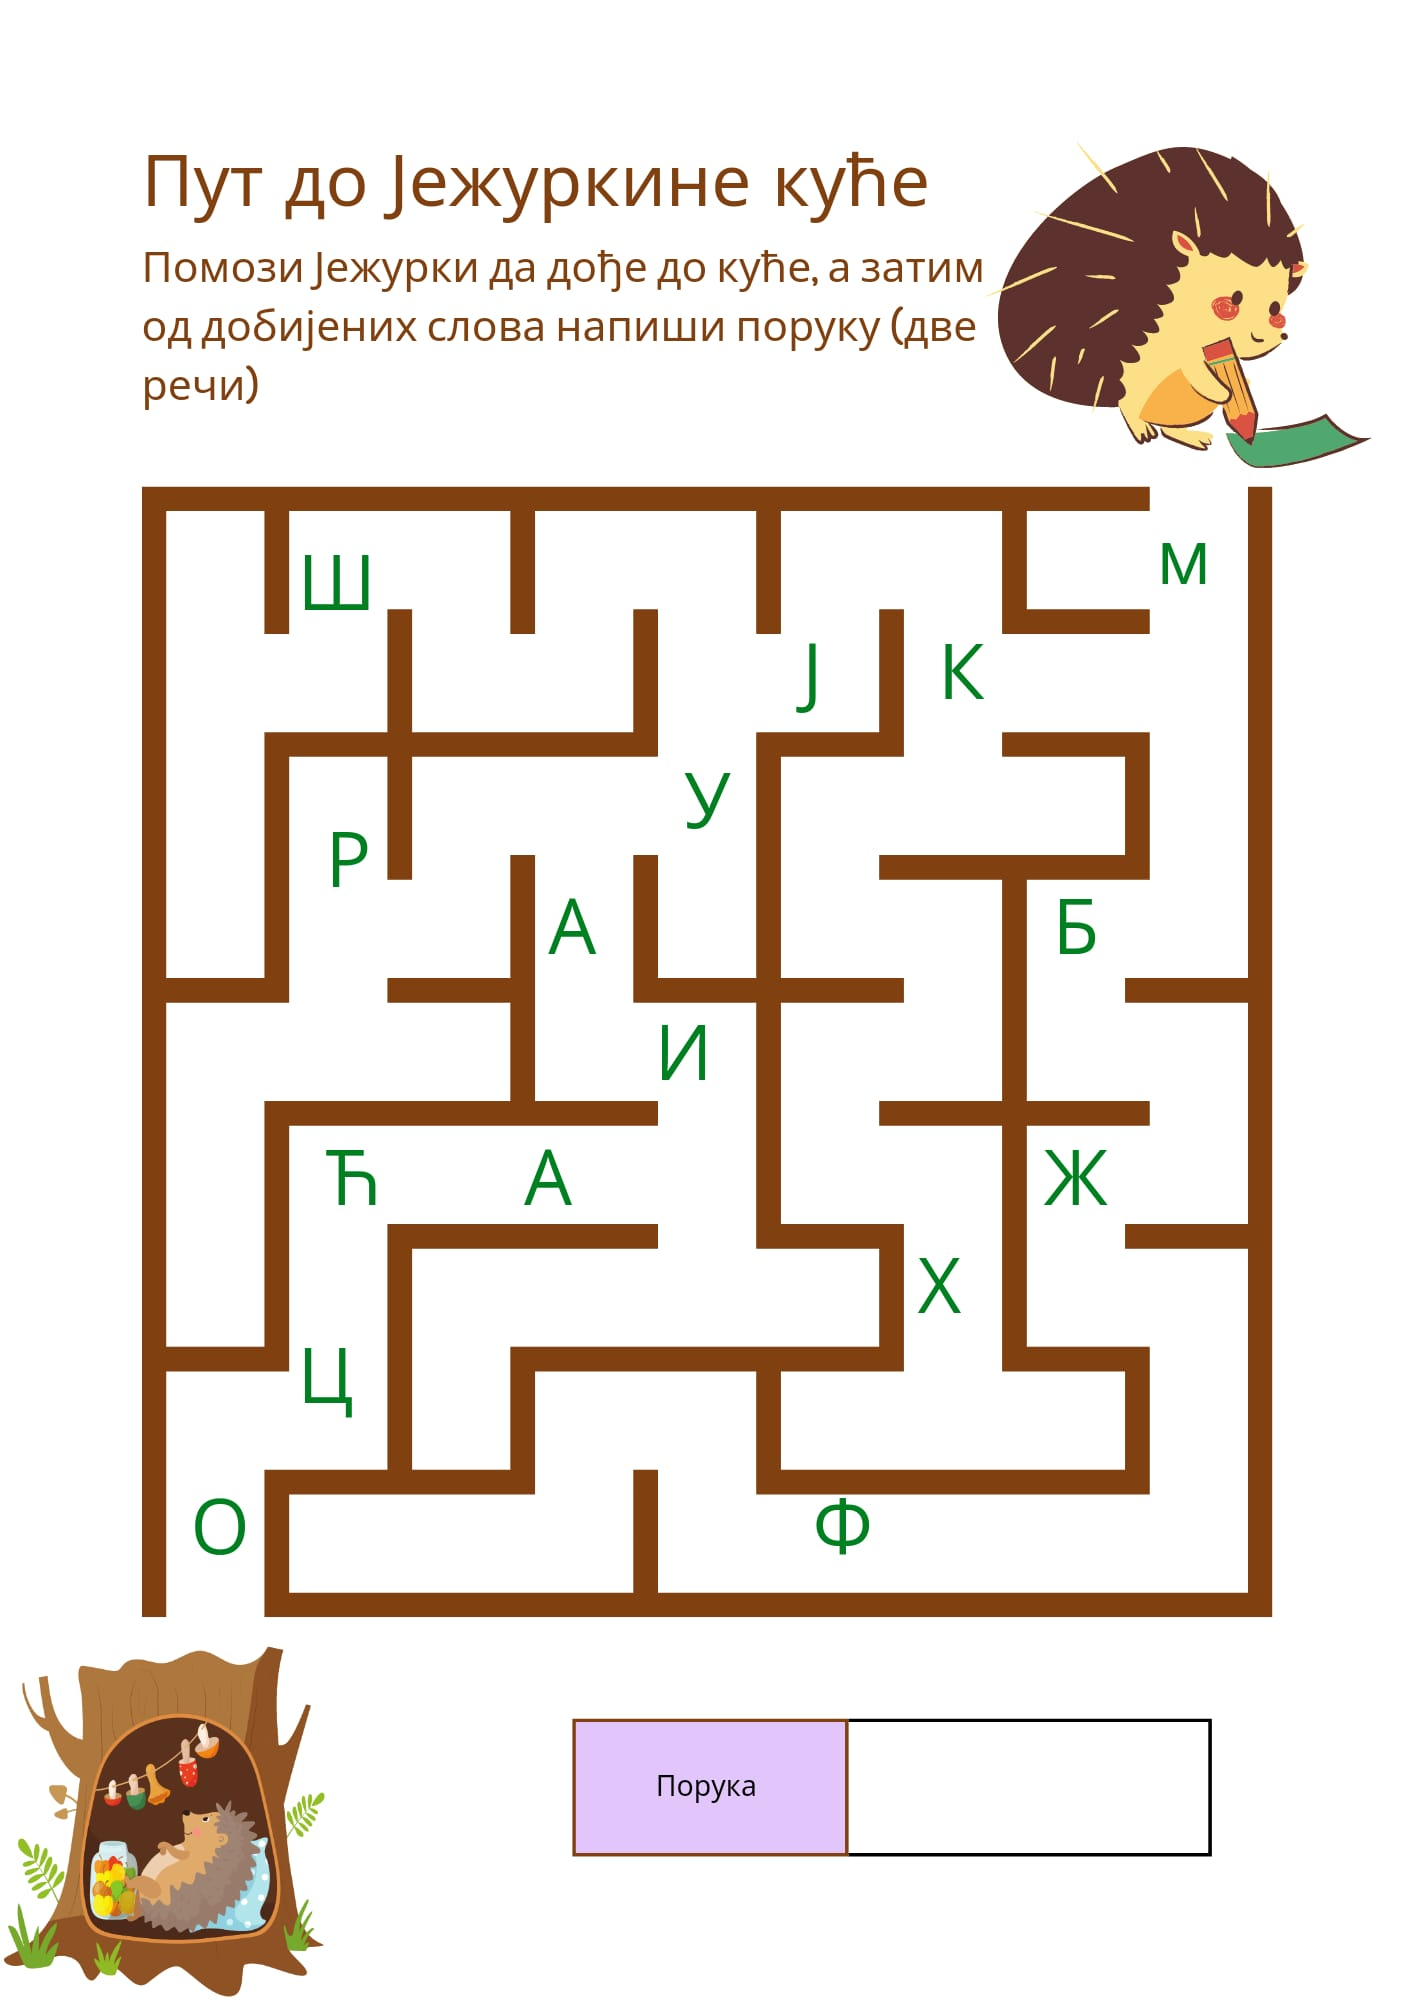 Пут до Јежуркине куће
Помози Јежурки да дође до куће, а затим
од добијених слова напиши поруку (две
речи)
М
Ш
Ј К
У
Р
А Б
И
Ћ А Ж
Х
Ц
О Ф
Порука